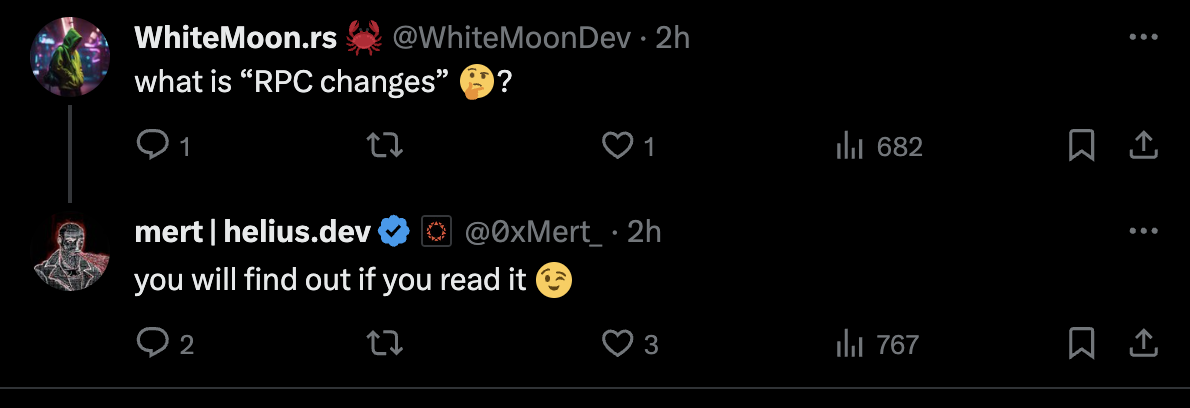 WhiteMoon.rs 🦀 @WhiteMoonDev · 2h
what is “RPC changes” 🤔?
1 1 682
mert | helius.dev @0xMert_ · 2h
you will find out if you read it 😉
2 3 767